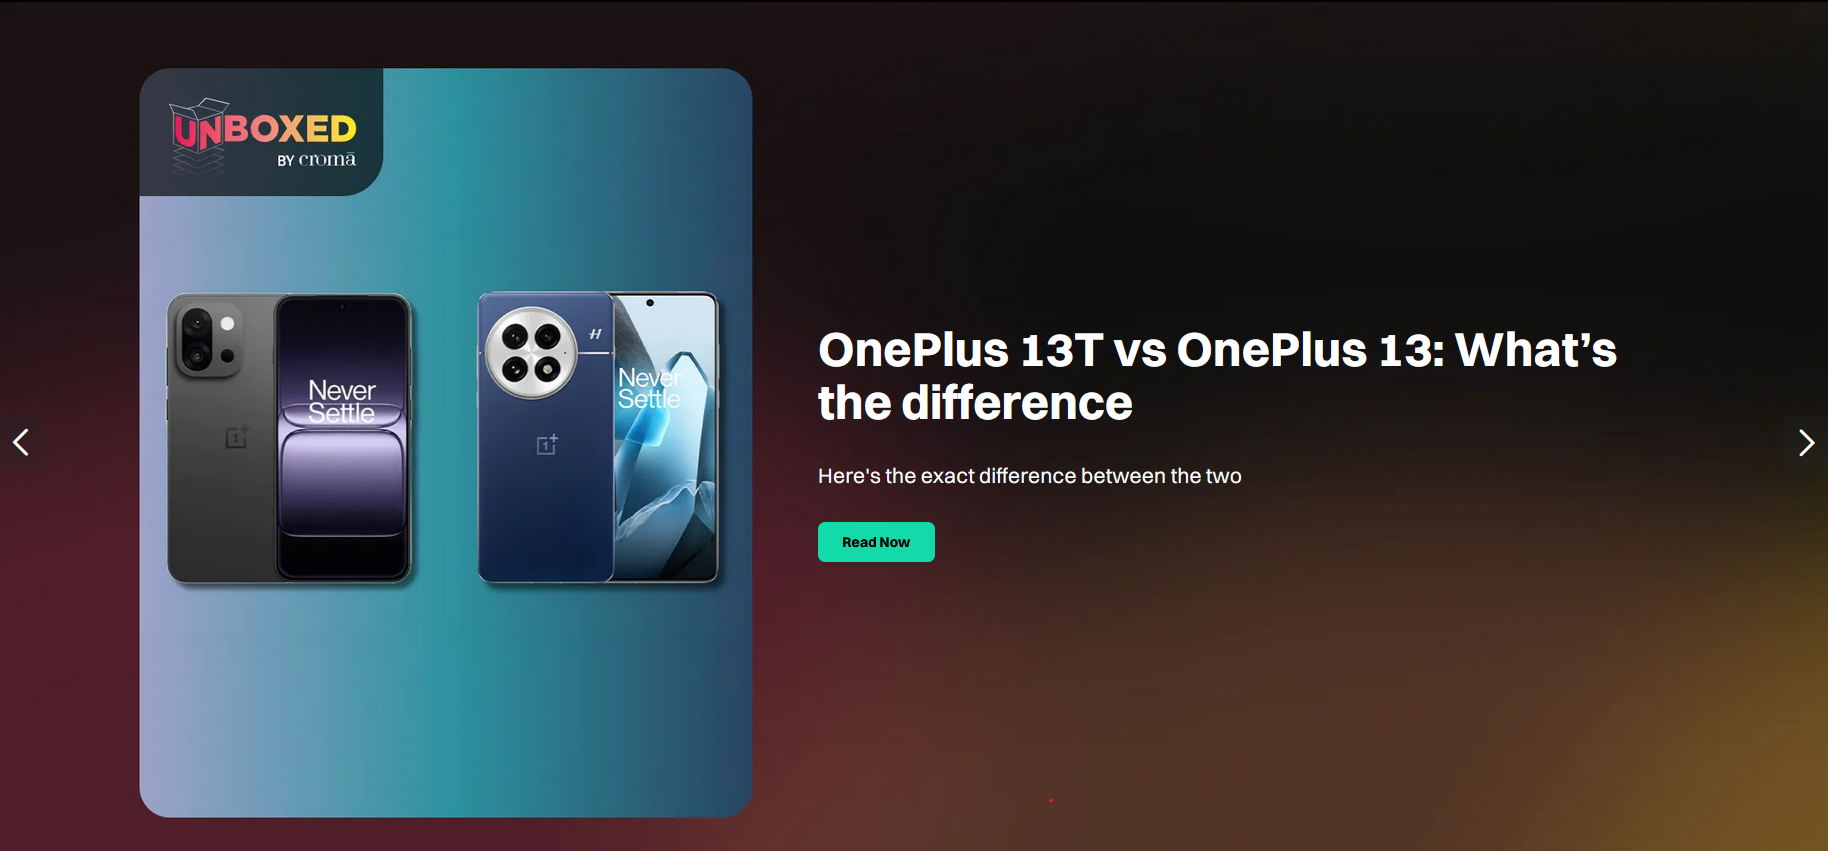 UNBOXED
BY cromā
Never
Settle
Never
Settle
OnePlus 13T vs OnePlus 13: What’s
the difference
Here's the exact difference between the two
Read Now